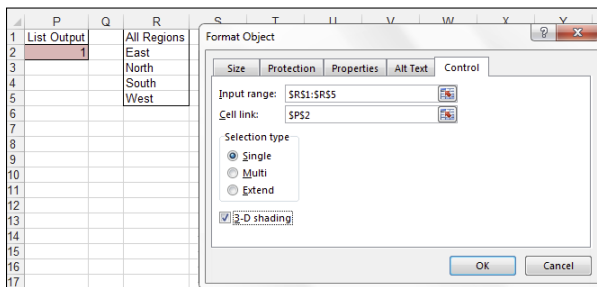 P Q R S T U V W X Y
1 List Output All Regions
2 1 East
3 North
4 South
5 West
6
7
8
9
10
11
12
13
14
15
16
17
Format Object
Size Protection Properties Alt Text Control
Input range: $R$1:$R$5
Cell link: $P$2
Selection type
Single
Multi
Extend
3-D shading
OK Cancel